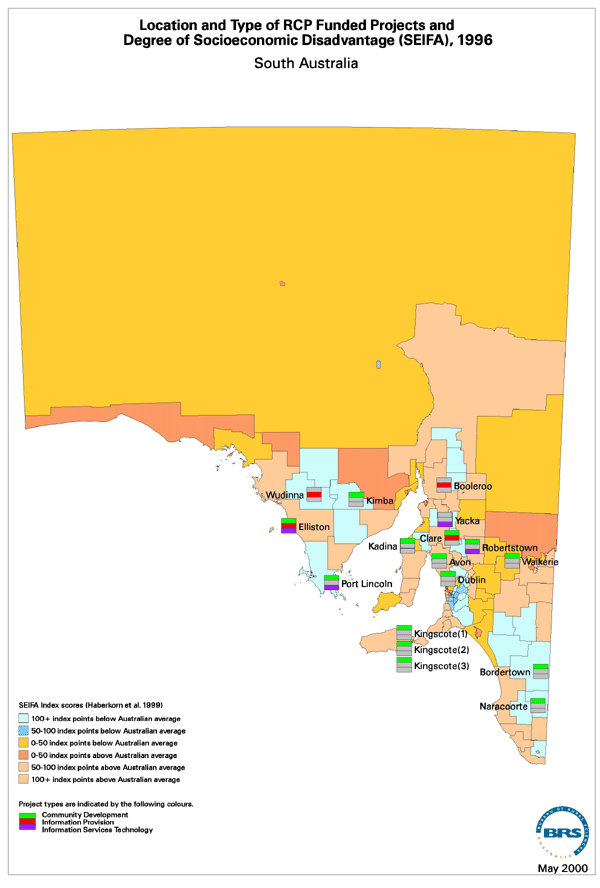 Location and Type of RCP Funded Projects and
Degree of Socioeconomic Disadvantage (SEIFA), 1996
South Australia
Booleroo
Wudinna
Kimba
Yacka
Elliston
Clare
Kadina
Robertstown
Avon
Waikerie
Dublin
Port Lincoln
Kingscote(1)
Kingscote(2)
Kingscote(3)
Bordertown
Naracoorte
SEIFA Index scores (Haberkorn et al. 1999)
100+ index points below Australian average
50-100 index points below Australian average
0-50 index points below Australian average
0-50 index points above Australian average
50-100 index points above Australian average
100+ index points above Australian average
Project types are indicated by the following colours.
Community Development
Information Provision
Information Services Technology
BRS
May 2000